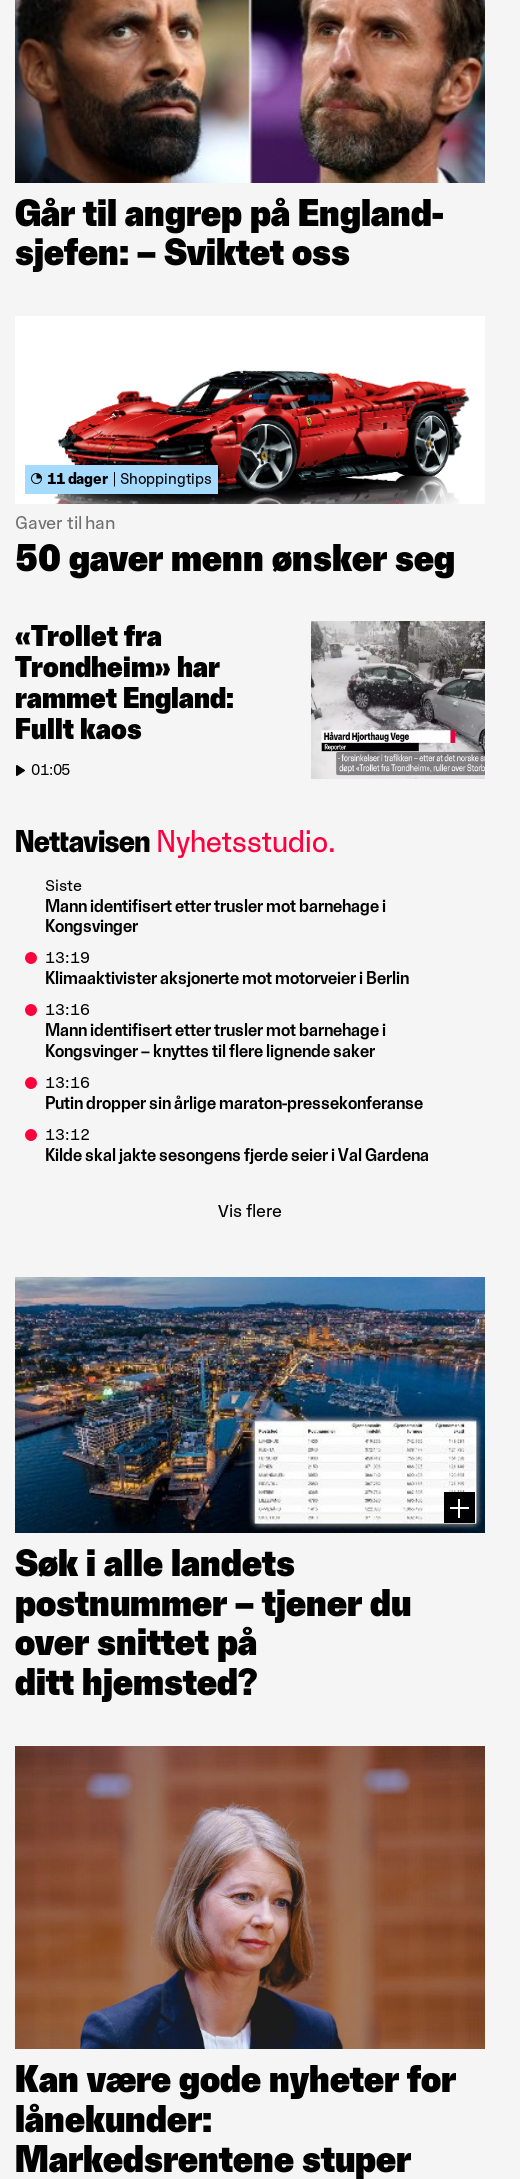 Går til angrep på England-
sjefen: – Sviktet oss
11 dager | Shoppingtips
Gaver til han
50 gaver menn ønsker seg
«Trollet fra
Trondheim» har
rammet England:
Fullt kaos
01:05
Håvard Hjorthaug Vege
Reporter
- forsinkelser i trafikken – etter at det norske
døpt «Trollet fra Trondheim», ruller over
Nettavisen Nyhetsstudio.
Siste
Mann identifisert etter trusler mot barnehage i
Kongsvinger
13:19
Klimaaktivister aksjonerte mot motorveier i Berlin
13:16
Mann identifisert etter trusler mot barnehage i
Kongsvinger – knyttes til flere lignende saker
13:16
Putin dropper sin årlige maraton-pressekonferanse
13:12
Kilde skal jakte sesongens fjerde seier i Val Gardena
Vis flere
Poststed Postnummer
Søk i alle landets
postnummer – tjener du
over snittet på
ditt hjemsted?
Kan være gode nyheter for
lånekunder:
Markedsrentene stuper